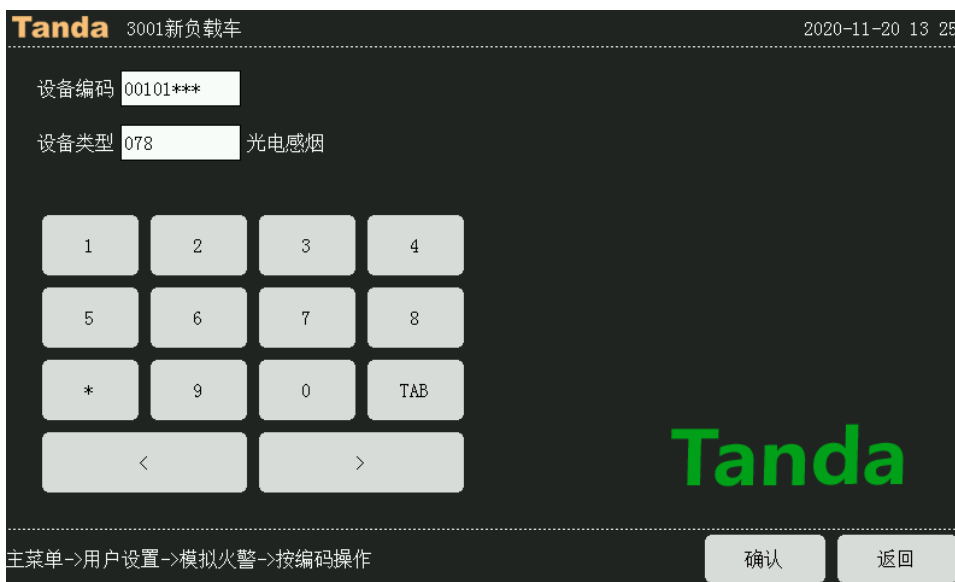 Tanda 3001新负载车 2020-11-20 13 25
设备编码 00101***
设备类型 078 光电感烟
1 2 3 4
5 6 7 8
* 9 0 TAB
< >
Tanda
主菜单->用户设置->模拟火警->按编码操作 确认 返回